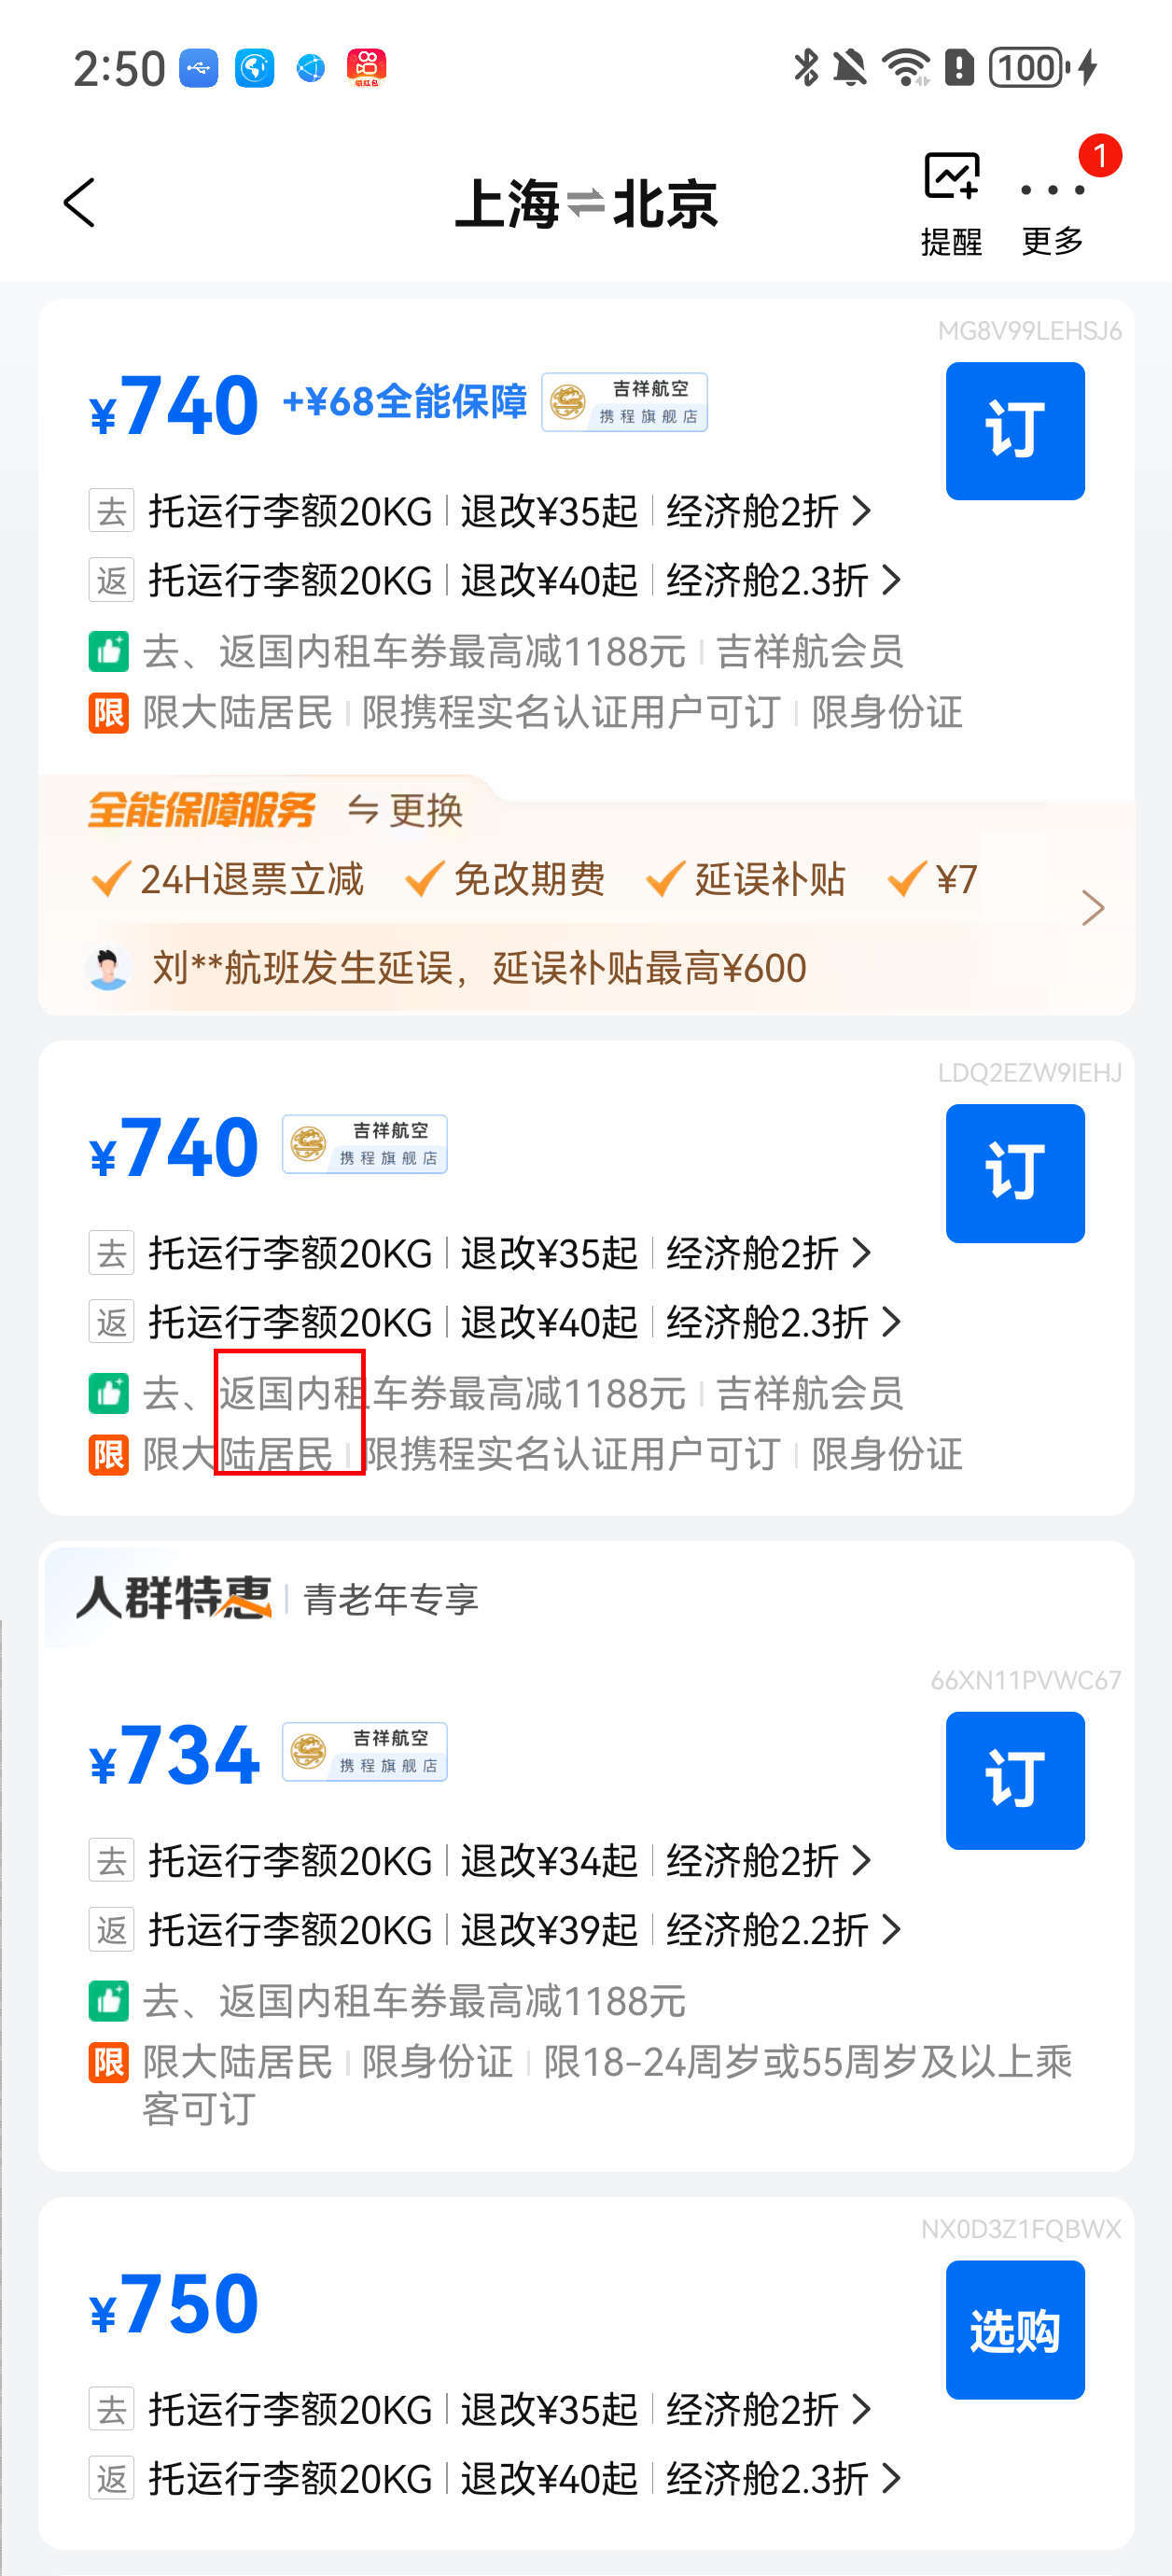 2:50
100
上海⇌北京
提醒
更多
1
MG8V99LEHSJ6
¥740 +¥68全能保障 吉祥航空 携程旗舰店
订
去 托运行李额20KG | 退改¥35起 | 经济舱2折 >
返 托运行李额20KG | 退改¥40起 | 经济舱2.3折 >
去、返国内租车券最高减1188元 | 吉祥航会员
限 限大陆居民 | 限携程实名认证用户可订 | 限身份证
全能保障服务 ⇋更换
24H退票立减 免改期费 延误补贴 ¥7
刘**航班发生延误，延误补贴最高¥600
LDQ2EZW9IEHJ
¥740 吉祥航空 携程旗舰店
订
去 托运行李额20KG | 退改¥35起 | 经济舱2折 >
返 托运行李额20KG | 退改¥40起 | 经济舱2.3折 >
去、返国内租车券最高减1188元 | 吉祥航会员
限 限大陆居民 | 限携程实名认证用户可订 | 限身份证
人群特惠 | 青老年专享
66XN11PVWC67
¥734 吉祥航空 携程旗舰店
订
去 托运行李额20KG | 退改¥34起 | 经济舱2折 >
返 托运行李额20KG | 退改¥39起 | 经济舱2.2折 >
去、返国内租车券最高减1188元
限 限大陆居民 | 限身份证 | 限18-24周岁或55周岁及以上乘
客可订
NX0D3Z1FQBWX
¥750
选购
去 托运行李额20KG | 退改¥35起 | 经济舱2折 >
返 托运行李额20KG | 退改¥40起 | 经济舱2.3折 >